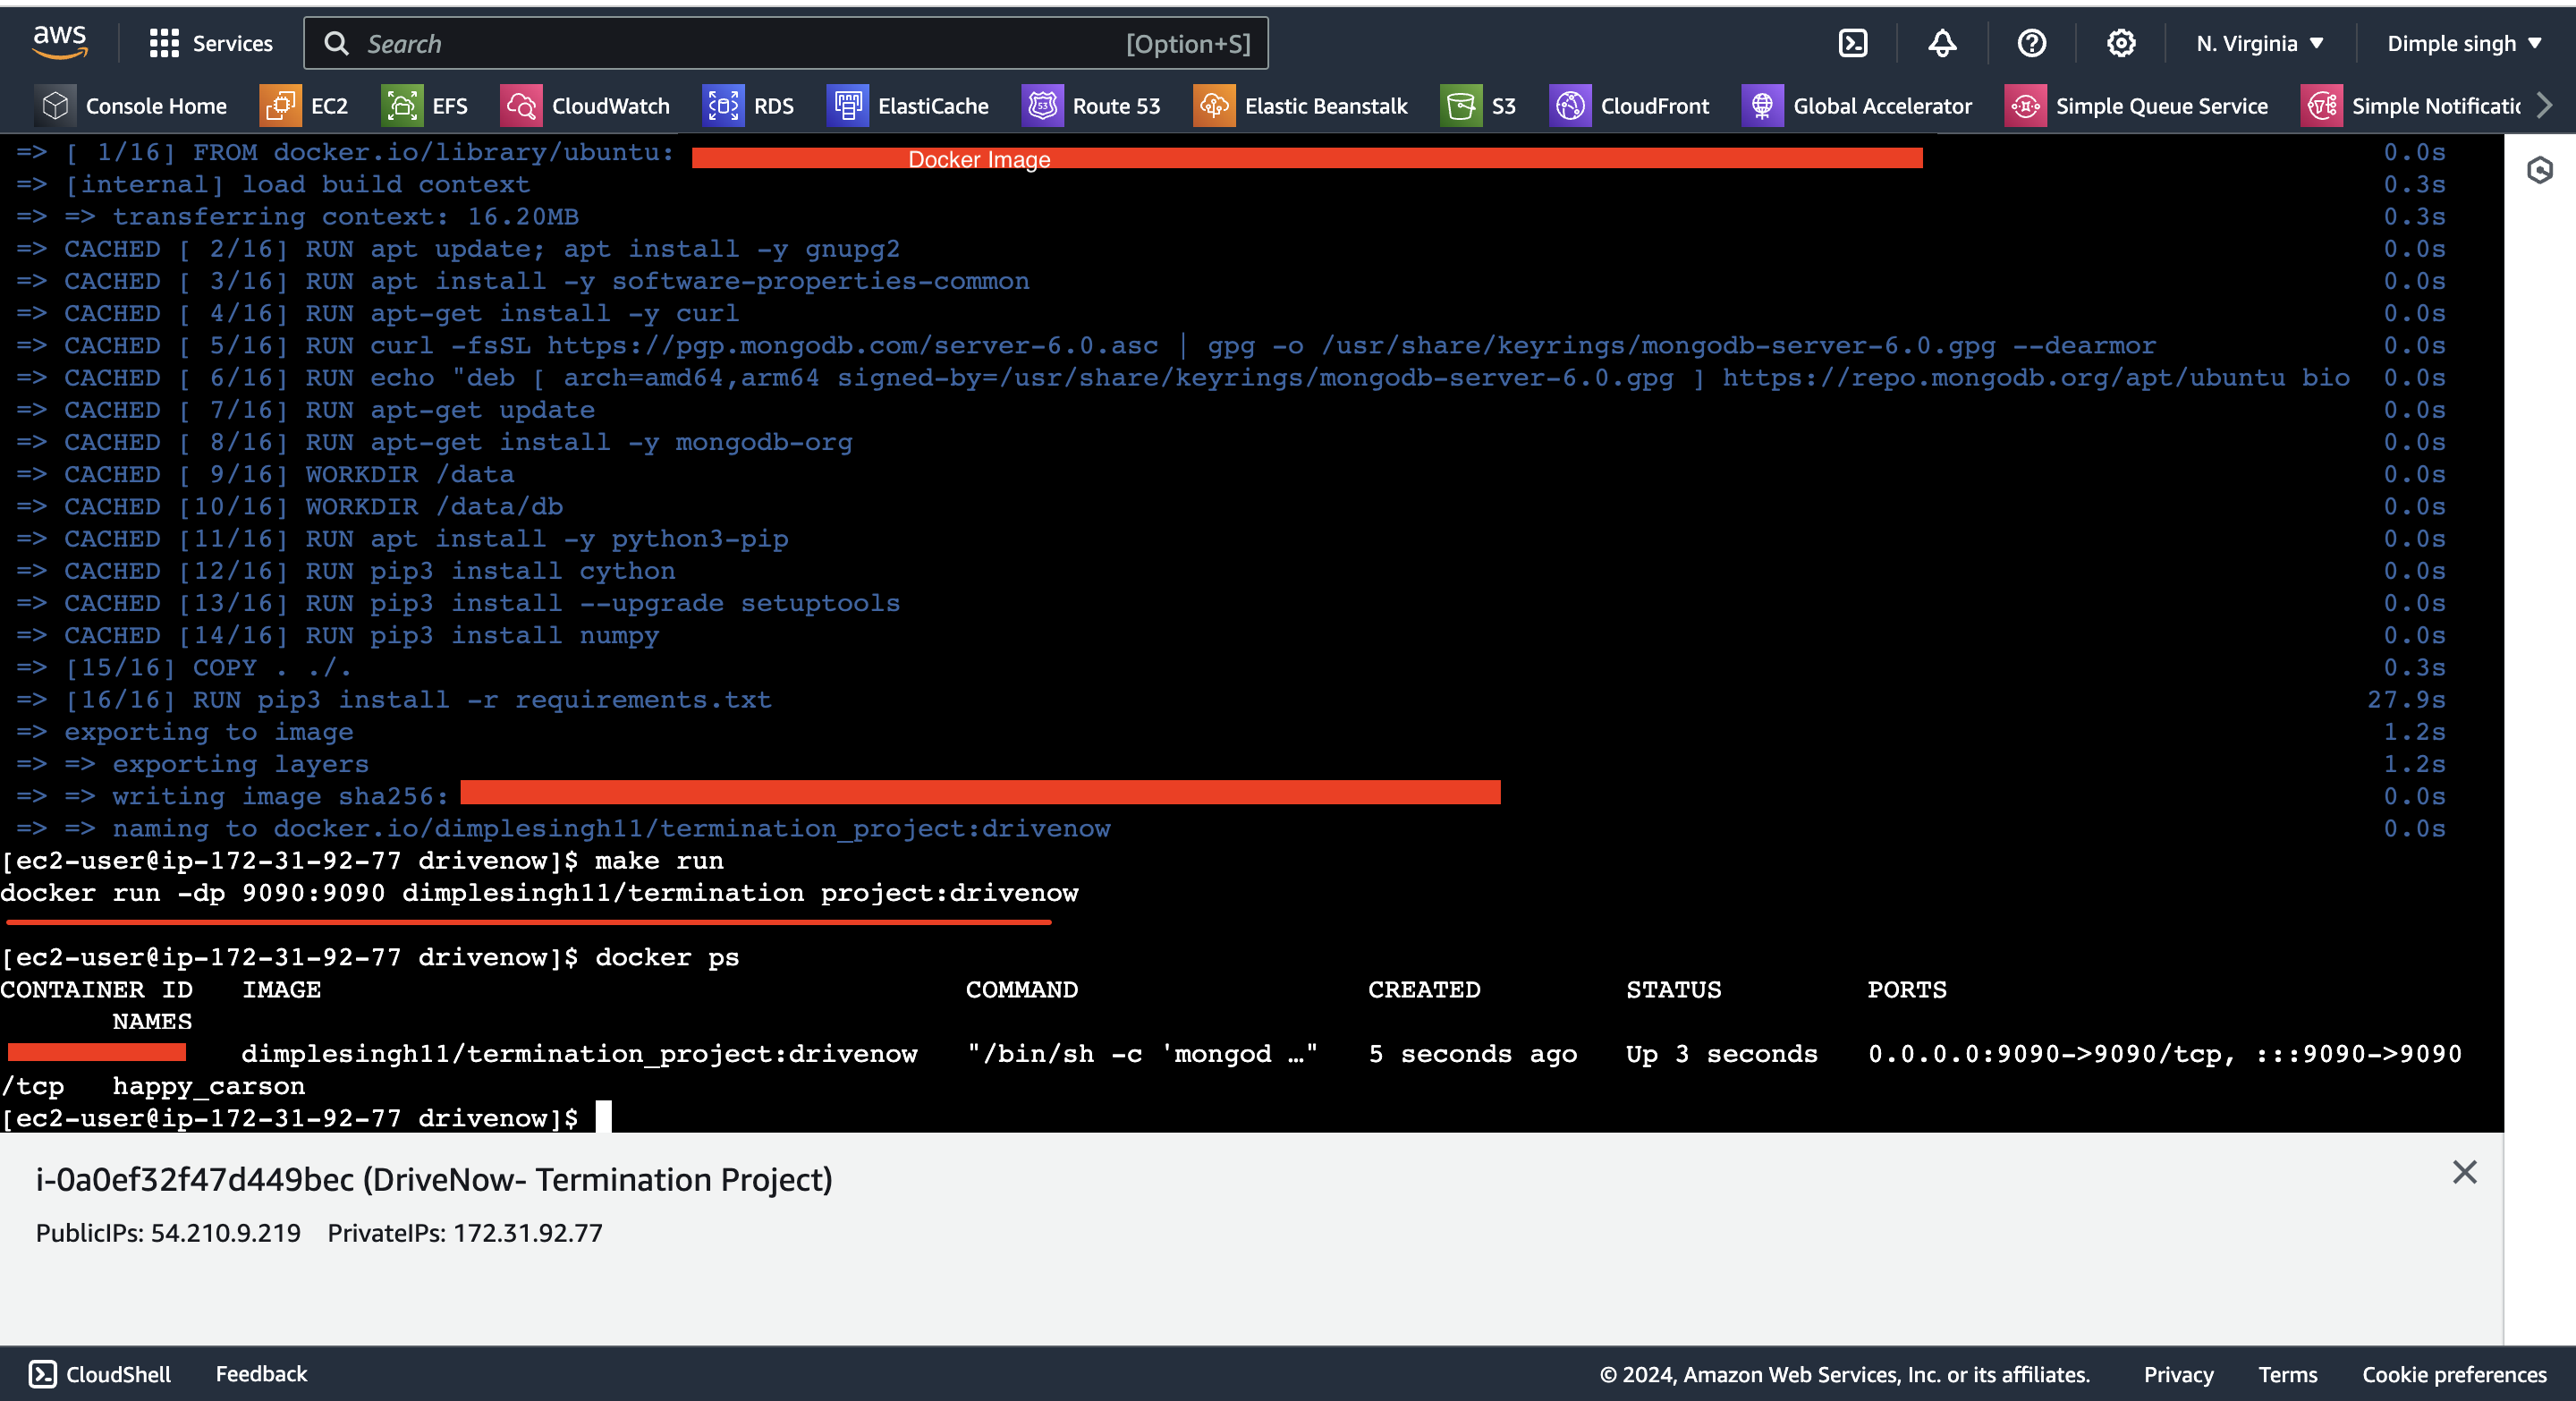 aws Services Search [Option+S] N. Virginia ▼ Dimple singh ▼
Console Home EC2 EFS CloudWatch RDS ElastiCache Route 53 Elastic Beanstalk S3 CloudFront Global Accelerator Simple Queue Service Simple Notificatio
=> [ 1/16] FROM docker.io/library/ubuntu: Docker Image 0.0s
=> [internal] load build context 0.3s
=> => transferring context: 16.20MB 0.3s
=> CACHED [ 2/16] RUN apt update; apt install -y gnupg2 0.0s
=> CACHED [ 3/16] RUN apt install -y software-properties-common 0.0s
=> CACHED [ 4/16] RUN apt-get install -y curl 0.0s
=> CACHED [ 5/16] RUN curl -fsSL https://pgp.mongodb.com/server-6.0.asc | gpg -o /usr/share/keyrings/mongodb-server-6.0.gpg --dearmor 0.0s
=> CACHED [ 6/16] RUN echo "deb [ arch=amd64,arm64 signed-by=/usr/share/keyrings/mongodb-server-6.0.gpg ] https://repo.mongodb.org/apt/ubuntu bio 0.0s
=> CACHED [ 7/16] RUN apt-get update 0.0s
=> CACHED [ 8/16] RUN apt-get install -y mongodb-org 0.0s
=> CACHED [ 9/16] WORKDIR /data 0.0s
=> CACHED [10/16] WORKDIR /data/db 0.0s
=> CACHED [11/16] RUN apt install -y python3-pip 0.0s
=> CACHED [12/16] RUN pip3 install cython 0.0s
=> CACHED [13/16] RUN pip3 install --upgrade setuptools 0.0s
=> CACHED [14/16] RUN pip3 install numpy 0.0s
=> [15/16] COPY . ./. 0.3s
=> [16/16] RUN pip3 install -r requirements.txt 27.9s
=> exporting to image 1.2s
=> => exporting layers 1.2s
=> => writing image sha256: 0.0s
=> => naming to docker.io/dimplesingh11/termination_project:drivenow 0.0s
[ec2-user@ip-172-31-92-77 drivenow]$ make run
docker run -dp 9090:9090 dimplesingh11/termination project:drivenow
[ec2-user@ip-172-31-92-77 drivenow]$ docker ps
CONTAINER ID IMAGE COMMAND CREATED STATUS PORTS
NAMES
dimplesingh11/termination_project:drivenow "/bin/sh -c 'mongod …" 5 seconds ago Up 3 seconds 0.0.0.0:9090->9090/tcp, :::9090->9090
/tcp happy_carson
[ec2-user@ip-172-31-92-77 drivenow]$
i-0a0ef32f47d449bec (DriveNow- Termination Project)
PublicIPs: 54.210.9.219 PrivateIPs: 172.31.92.77
CloudShell Feedback © 2024, Amazon Web Services, Inc. or its affiliates. Privacy Terms Cookie preferences